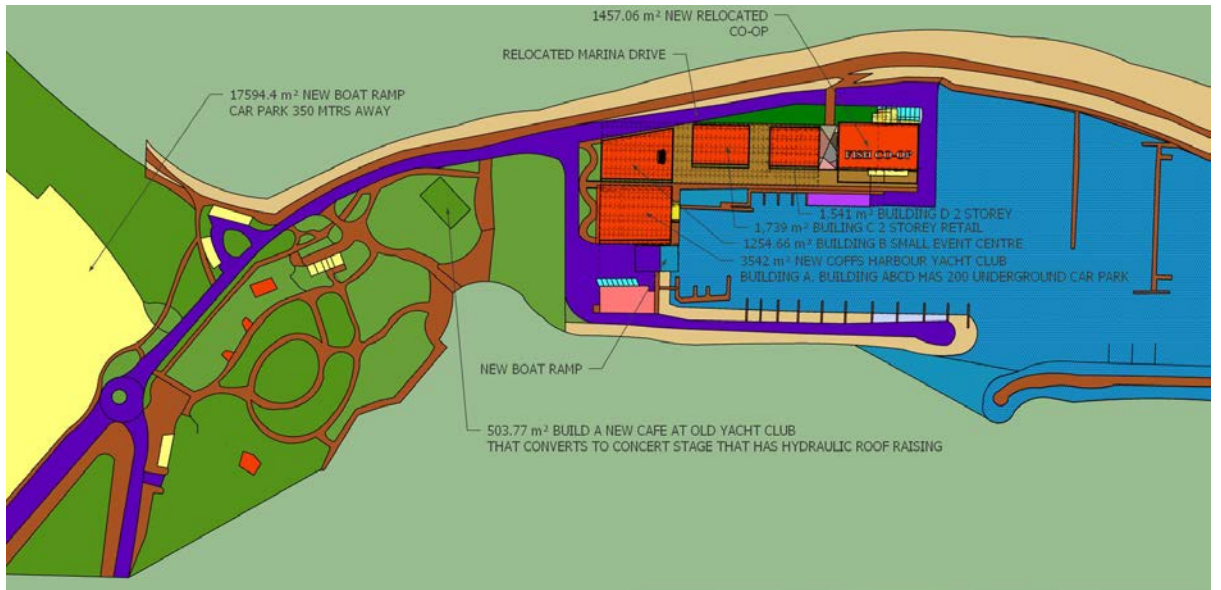 1457.06 m² NEW RELOCATED
CO-OP
RELOCATED MARINA DRIVE
17594.4 m² NEW BOAT RAMP
CAR PARK 350 MTRS AWAY
FISH CO-OP
1,541 m² BUILDING D 2 STOREY
1,739 m² BUILING C 2 STOREY RETAIL
1254.66 m² BUILDING B SMALL EVENT CENTRE
3542 m² NEW COFFS HARBOUR YACHT CLUB
BUILDING A. BUILDING ABCD HAS 200 UNDERGROUND CAR PARK
NEW BOAT RAMP
503.77 m² BUILD A NEW CAFE AT OLD YACHT CLUB
THAT CONVERTS TO CONCERT STAGE THAT HAS HYDRAULIC ROOF RAISING